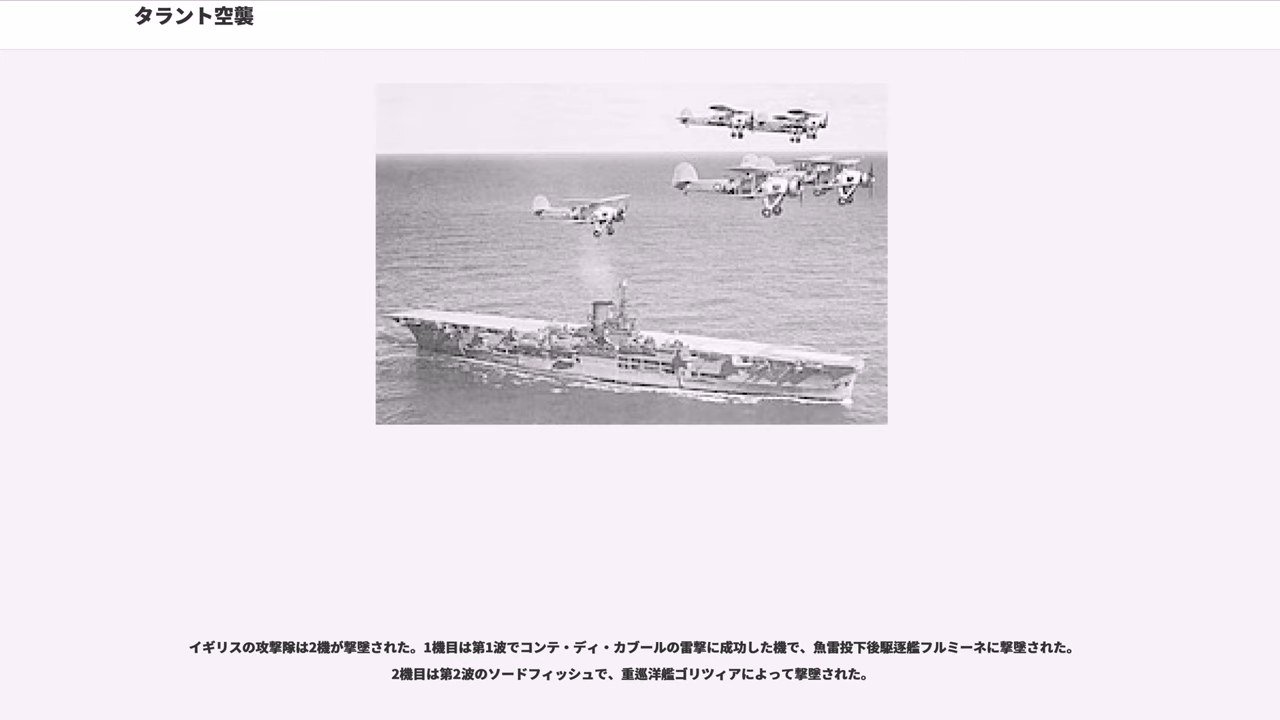 タラント空襲
イギリスの攻撃隊は2機が撃墜された。1機目は第1波でコンテ・ディ・カブールの雷撃に成功した機で、魚雷投下後駆逐艦フルミーネに撃墜された。
2機目は第2波のソードフィッシュで、重巡洋艦ゴリツィアによって撃墜された。